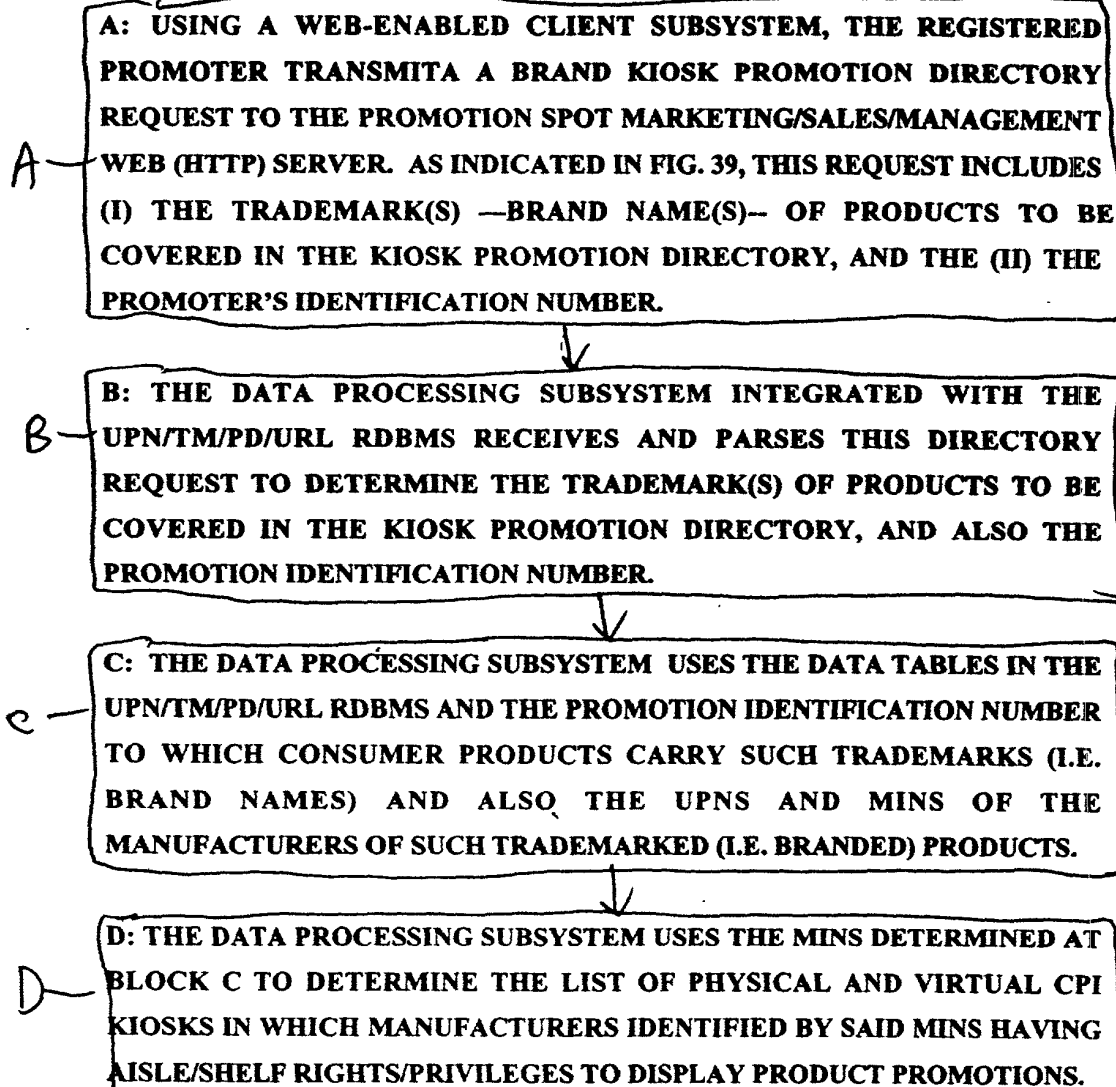 A: USING A WEB-ENABLED CLIENT SUBSYSTEM, THE REGISTERED
PROMOTER TRANSMITA A BRAND KIOSK PROMOTION DIRECTORY
REQUEST TO THE PROMOTION SPOT MARKETING/SALES/MANAGEMENT
A WEB (HTTP) SERVER. AS INDICATED IN FIG. 39, THIS REQUEST INCLUDES
(I) THE TRADEMARK(S) —BRAND NAME(S)-- OF PRODUCTS TO BE
COVERED IN THE KIOSK PROMOTION DIRECTORY, AND THE (II) THE
PROMOTER'S IDENTIFICATION NUMBER.
B: THE DATA PROCESSING SUBSYSTEM INTEGRATED WITH THE
B UPN/TM/PD/URL RDBMS RECEIVES AND PARSES THIS DIRECTORY
REQUEST TO DETERMINE THE TRADEMARK(S) OF PRODUCTS TO BE
COVERED IN THE KIOSK PROMOTION DIRECTORY, AND ALSO THE
PROMOTION IDENTIFICATION NUMBER.
C: THE DATA PROCESSING SUBSYSTEM USES THE DATA TABLES IN THE
C UPN/TM/PD/URL RDBMS AND THE PROMOTION IDENTIFICATION NUMBER
TO WHICH CONSUMER PRODUCTS CARRY SUCH TRADEMARKS (I.E.
BRAND NAMES) AND ALSO THE UPNS AND MINS OF THE
MANUFACTURERS OF SUCH TRADEMARKED (I.E. BRANDED) PRODUCTS.
D: THE DATA PROCESSING SUBSYSTEM USES THE MINS DETERMINED AT
D BLOCK C TO DETERMINE THE LIST OF PHYSICAL AND VIRTUAL CPI
KIOSKS IN WHICH MANUFACTURERS IDENTIFIED BY SAID MINS HAVING
AISLE/SHELF RIGHTS/PRIVILEGES TO DISPLAY PRODUCT PROMOTIONS.